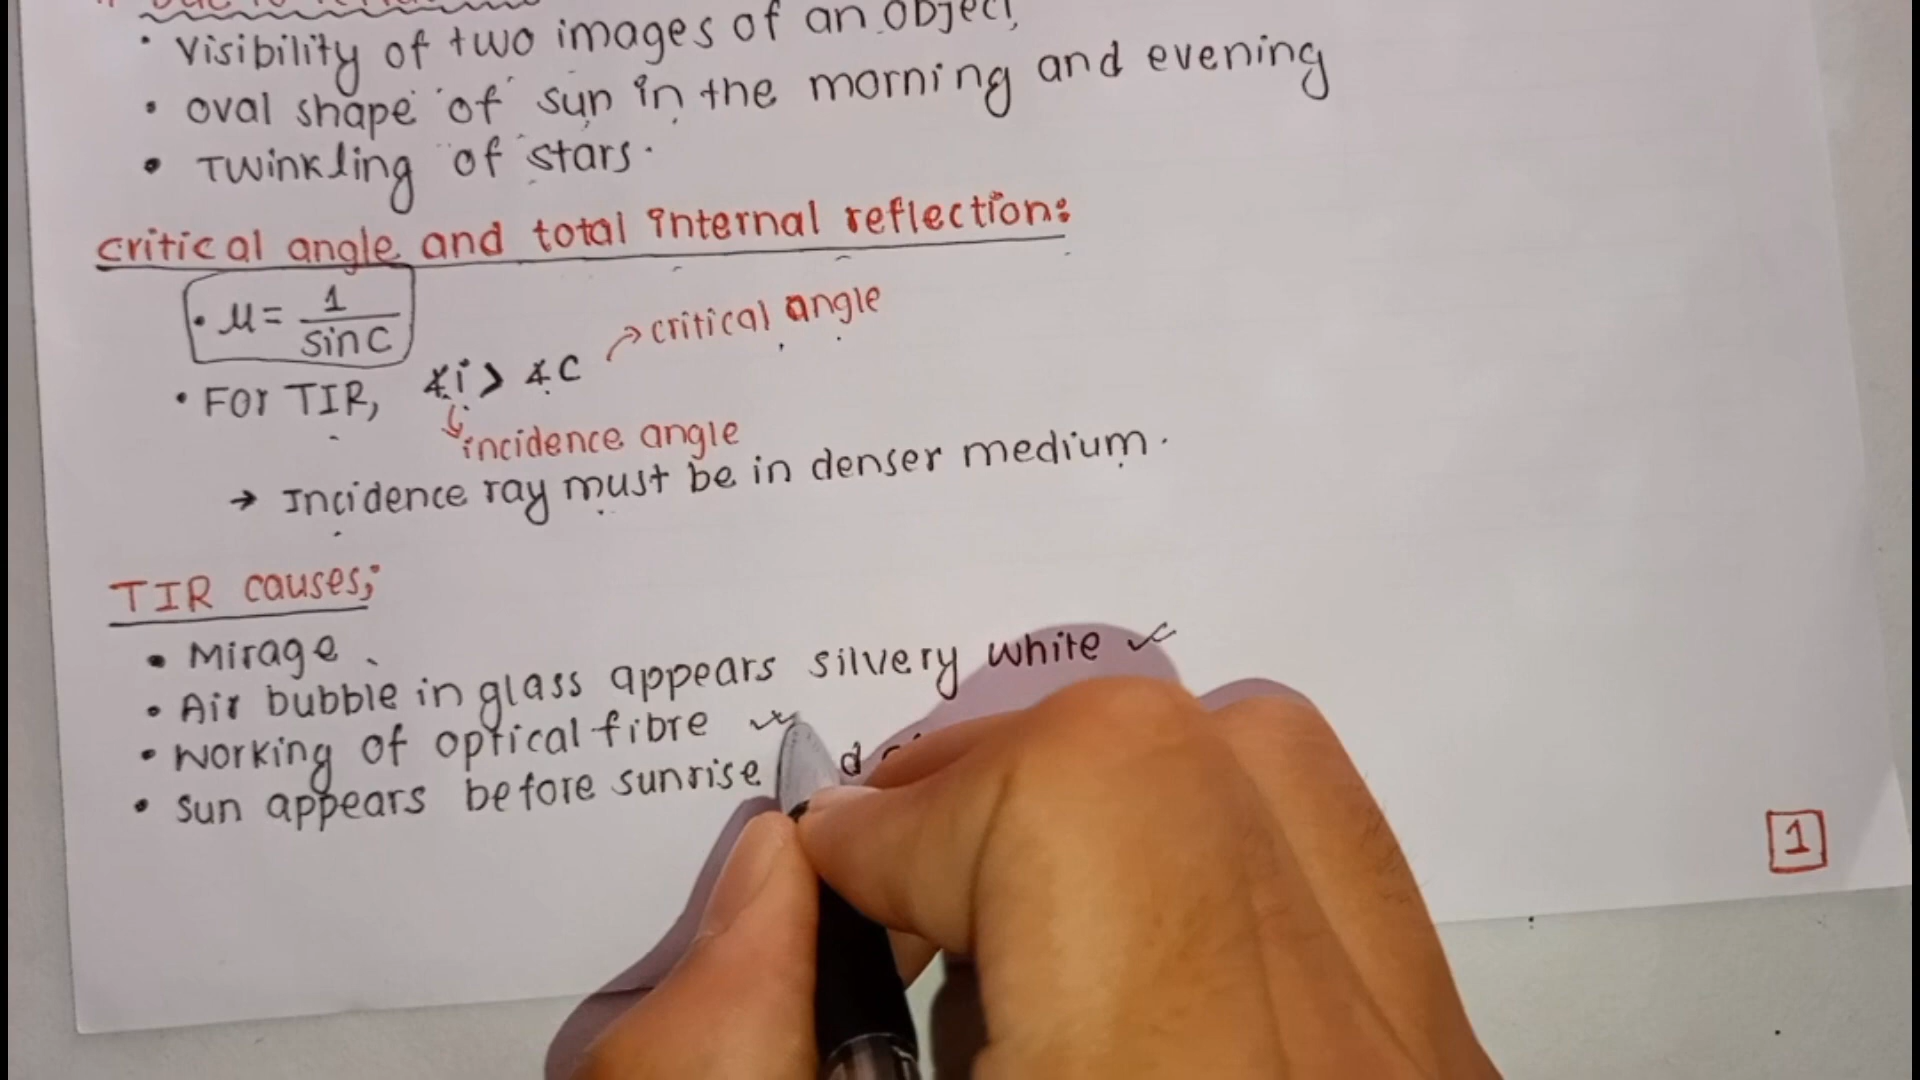 • Visibility of two images of an object,
• oval shape of sun in the morning and evening
• Twinkling of stars.
critical angle and total internal reflection:
• μ = 1 / sin c
→ critical angle
• For TIR, ∡i > ∡c
incidence angle
→ Incidence ray must be in denser medium.
TIR causes;
• Mirage
• Air bubble in glass appears silvery white ✓
• working of optical fibre ✓
• sun appears before sunrise
1